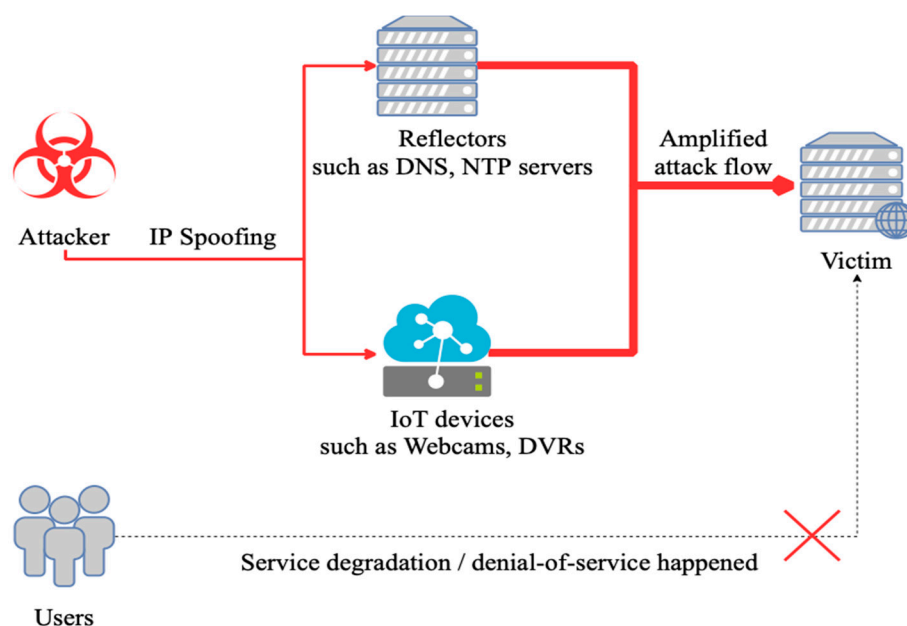 Reflectors
such as DNS, NTP servers
Amplified
attack flow
Attacker
IP Spoofing
Victim
IoT devices
such as Webcams, DVRs
Service degradation / denial-of-service happened
Users